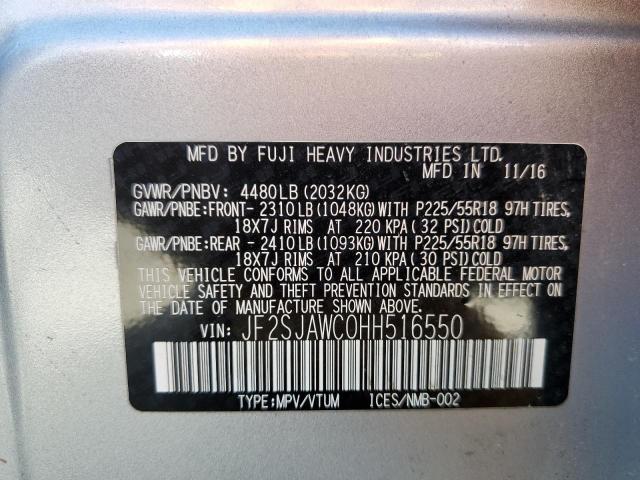 MFD BY FUJI HEAVY INDUSTRIES LTD.
MFD IN 11/16
GVWR/PNBV: 4480LB (2032KG)
GAWR/PNBE:FRONT- 2310LB (1048KG) WITH P225/55R18 97H TIRES,
18X7J RIMS AT 220 KPA (32 PSI) COLD
GAWR/PNBE:REAR - 2410LB (1093KG) WITH P225/55R18 97H TIRES,
18X7J RIMS AT 210 KPA (30 PSI) COLD
THIS VEHICLE CONFORMS TO ALL APPLICABLE FEDERAL MOTOR
VEHICLE SAFETY AND THEFT PREVENTION STANDARDS IN EFFECT
ON THE DATE OF MANUFACTURE SHOWN ABOVE.
VIN: JF2SJAWC0HH516550
TYPE:MPV/VTUM ICES/NMB-002